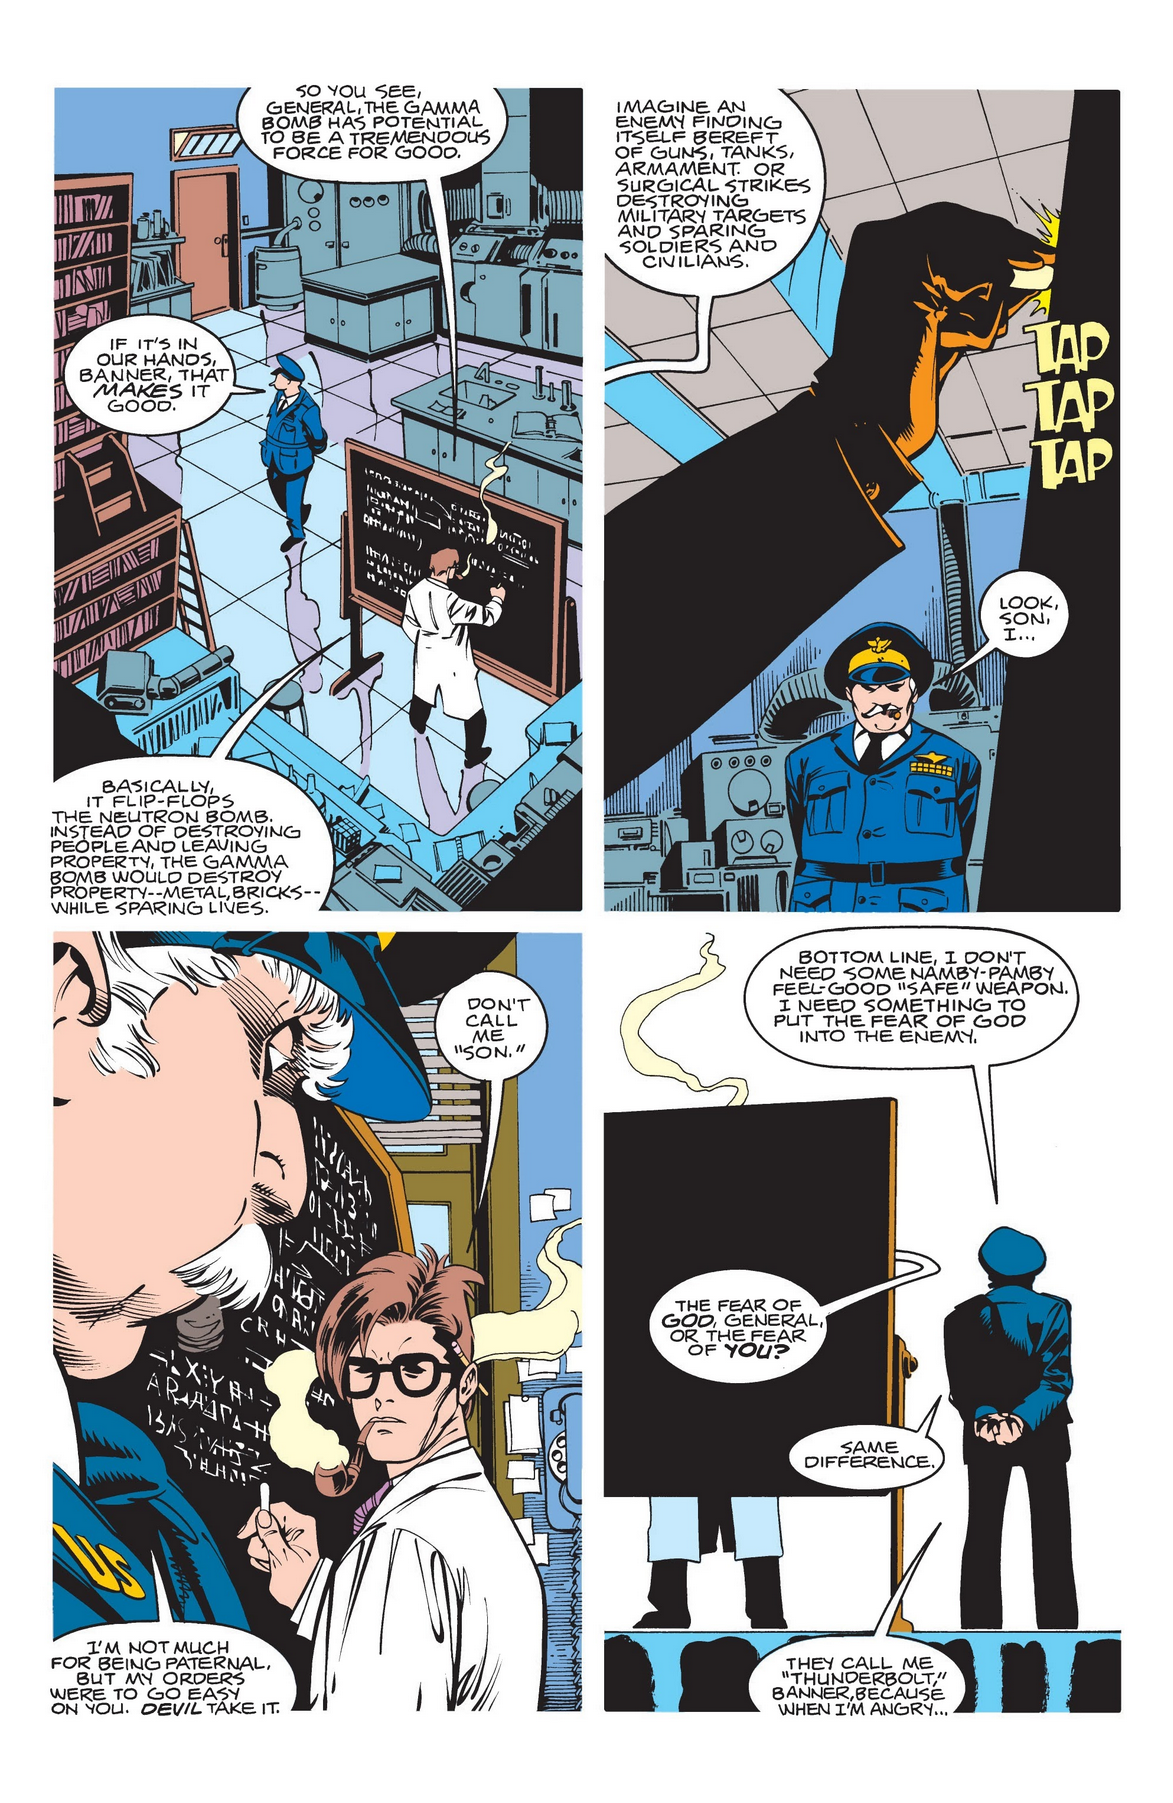 SO YOU SEE,
GENERAL, THE GAMMA
BOMB HAS POTENTIAL
TO BE A TREMENDOUS
FORCE FOR GOOD.
IF IT'S IN
OUR HANDS,
BANNER, THAT
MAKES IT
GOOD.
BASICALLY,
IT FLIP-FLOPS
THE NEUTRON BOMB.
INSTEAD OF DESTROYING
PEOPLE AND LEAVING
PROPERTY, THE GAMMA
BOMB WOULD DESTROY
PROPERTY--METAL, BRICKS--
WHILE SPARING LIVES.
IMAGINE AN
ENEMY FINDING
ITSELF BEREFT
OF GUNS, TANKS,
ARMAMENT. OR
SURGICAL STRIKES
DESTROYING
MILITARY TARGETS
AND SPARING
SOLDIERS AND
CIVILIANS.
TAP
TAP
TAP
LOOK,
SON,
I...
DON'T
CALL
ME
"SON."
US
I'M NOT MUCH
FOR BEING PATERNAL,
BUT MY ORDERS
WERE TO GO EASY
ON YOU. DEVIL TAKE IT.
BOTTOM LINE, I DON'T
NEED SOME NAMBY-PAMBY
FEEL-GOOD "SAFE" WEAPON.
I NEED SOMETHING TO
PUT THE FEAR OF GOD
INTO THE ENEMY.
THE FEAR OF
GOD, GENERAL,
OR THE FEAR
OF YOU?
SAME
DIFFERENCE.
THEY CALL ME
"THUNDERBOLT,"
BANNER, BECAUSE
WHEN I'M ANGRY...